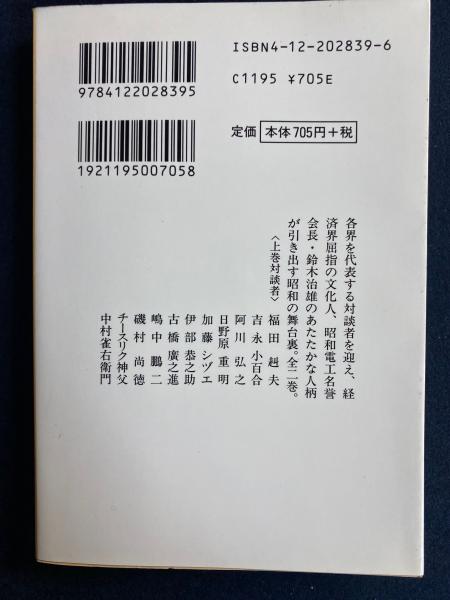 ISBN4-12-202839-6
9784122028395
C1195 ¥705E
定価 本体705円+税
1921195007058
各界を代表する対談者を迎え、経
済界屈指の文化人、昭和電工名誉
会長・鈴木治雄のあたたかな人柄
が引き出す昭和の舞台裏。全二巻。
〈上巻対談者〉
福田赳夫
吉永小百合
阿川弘之
日野原重明
加藤シヅエ
伊部恭之助
古橋廣之進
嶋中鵬二
磯村尚徳
チースリク神父
中村雀右衛門